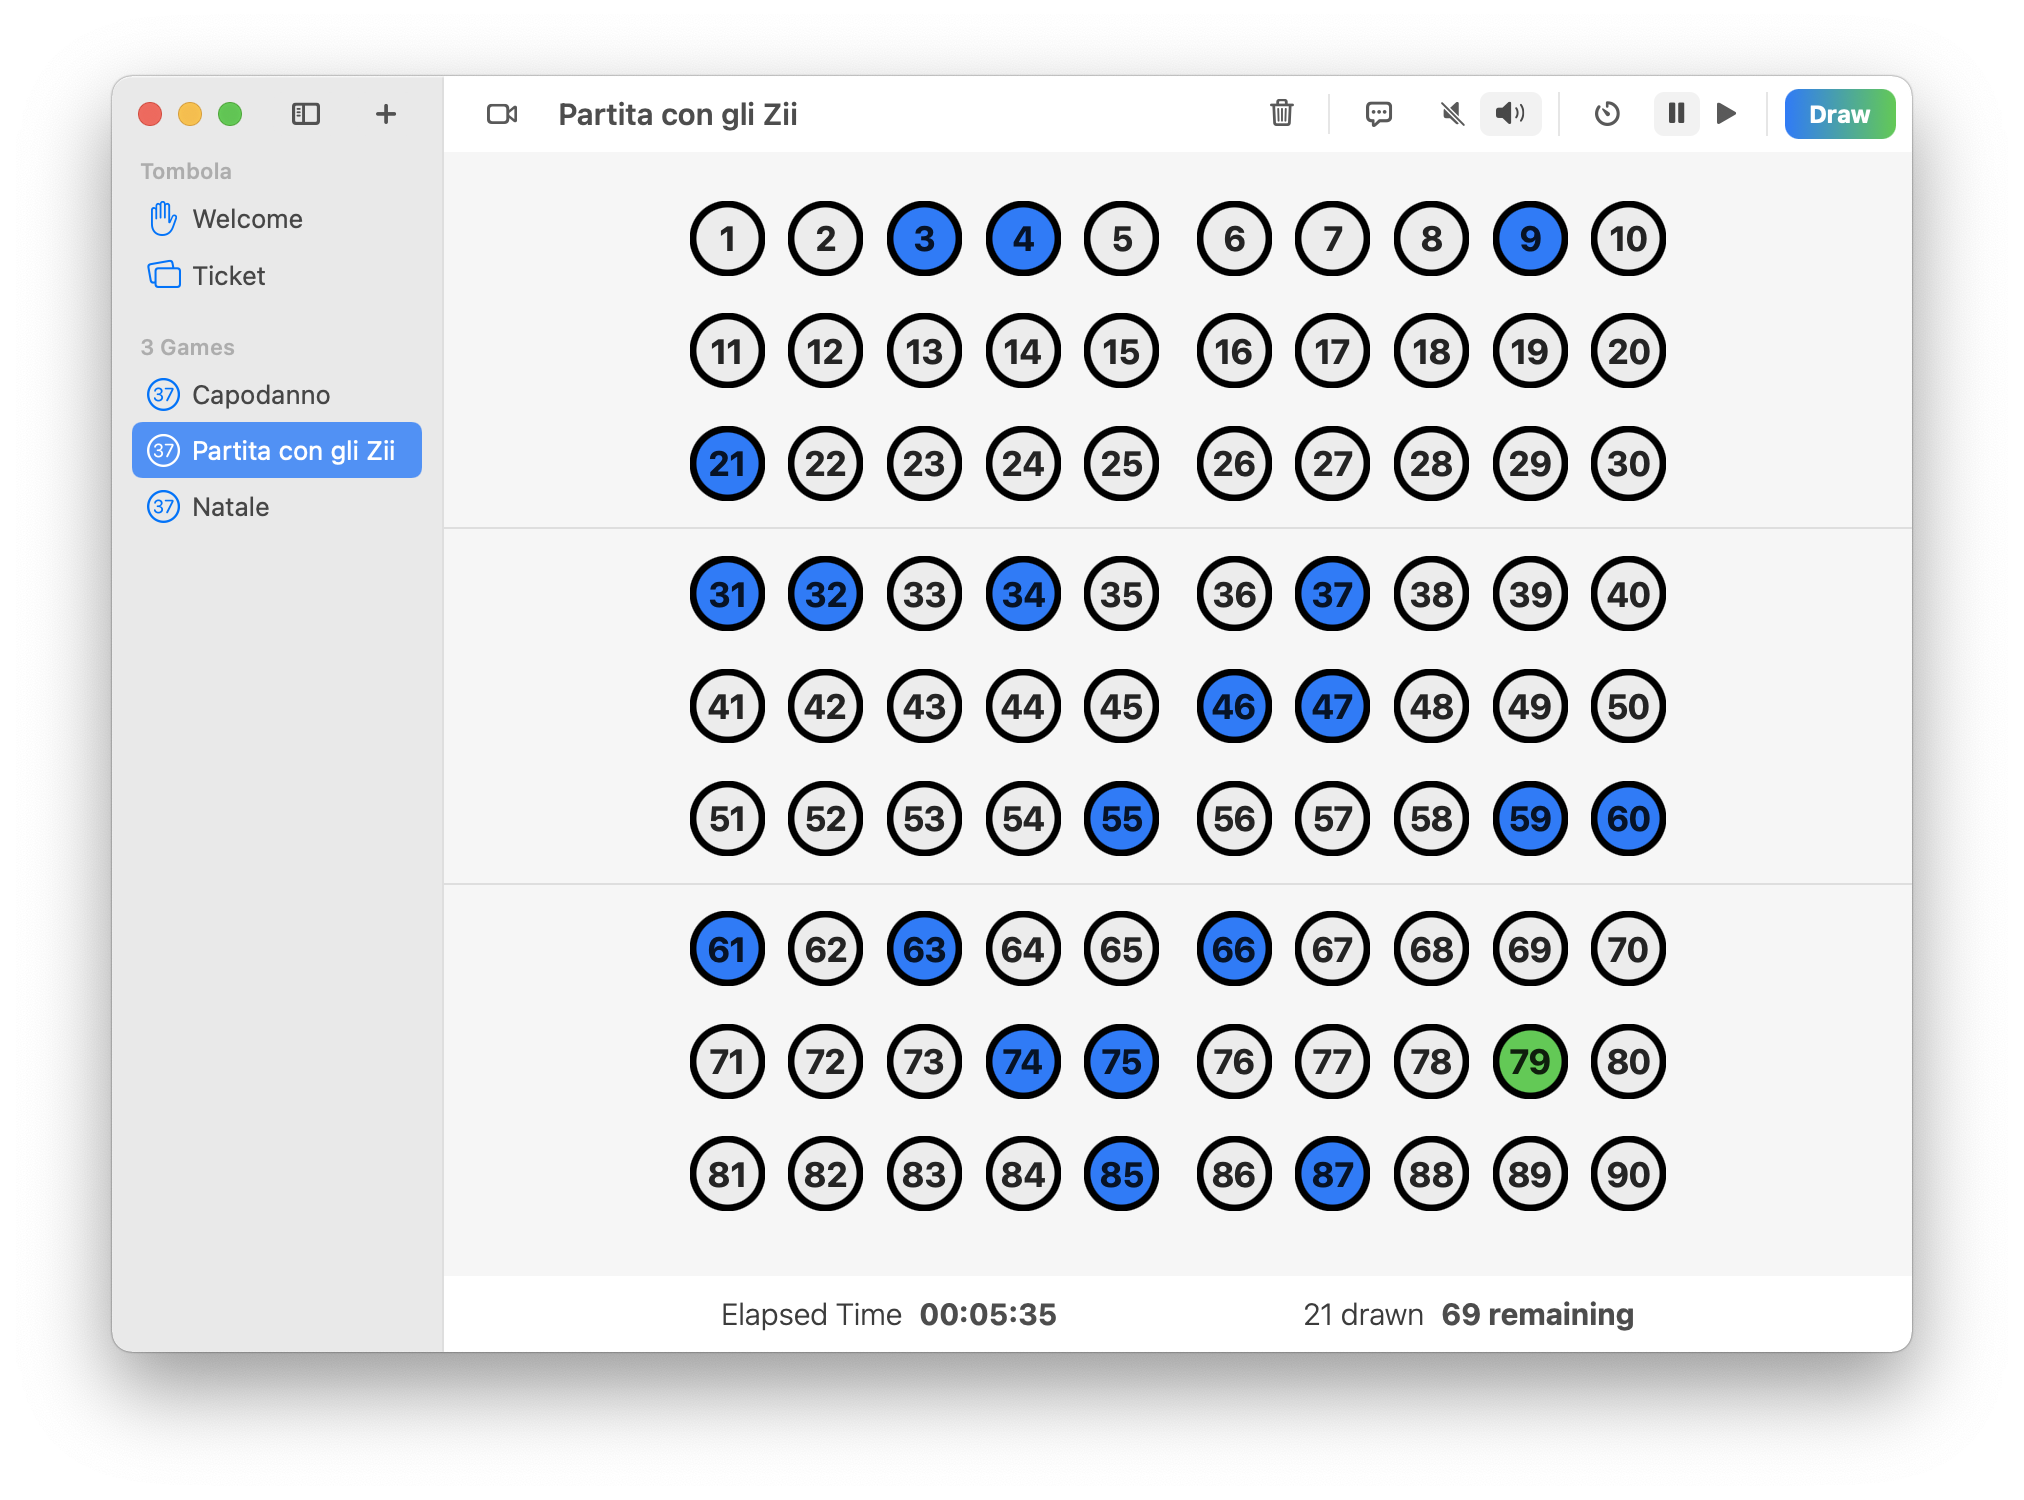 Partita con gli Zii
Draw
Tombola
Welcome
Ticket
3 Games
37 Capodanno
37 Partita con gli Zii
37 Natale
1 2 3 4 5 6 7 8 9 10
11 12 13 14 15 16 17 18 19 20
21 22 23 24 25 26 27 28 29 30
31 32 33 34 35 36 37 38 39 40
41 42 43 44 45 46 47 48 49 50
51 52 53 54 55 56 57 58 59 60
61 62 63 64 65 66 67 68 69 70
71 72 73 74 75 76 77 78 79 80
81 82 83 84 85 86 87 88 89 90
Elapsed Time 00:05:35
21 drawn 69 remaining